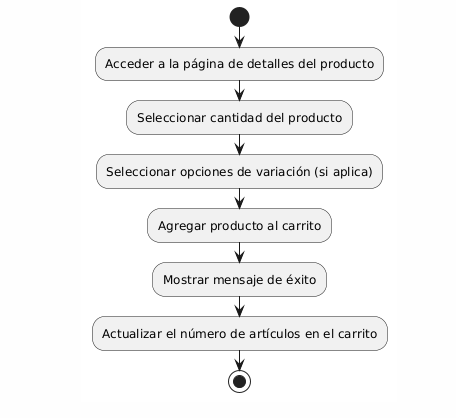 Acceder a la página de detalles del producto
Seleccionar cantidad del producto
Seleccionar opciones de variación (si aplica)
Agregar producto al carrito
Mostrar mensaje de éxito
Actualizar el número de artículos en el carrito